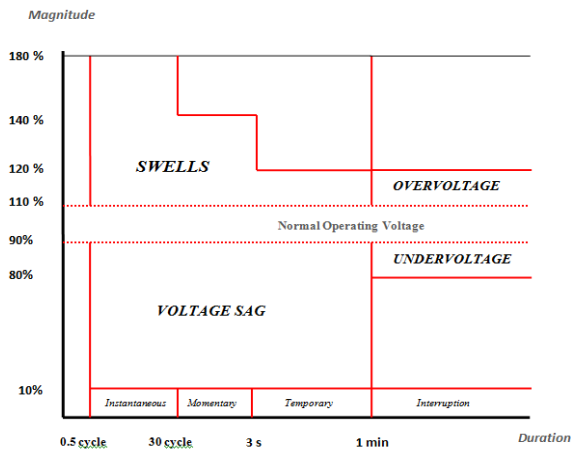 Magnitude
180 %
140 %
120 %
110 %
90%
80%
10%
SWELLS
OVERVOLTAGE
Normal Operating Voltage
UNDERVOLTAGE
VOLTAGE SAG
Instantaneous Momentary Temporary Interruption
0.5 cycle 30 cycle 3 s 1 min Duration